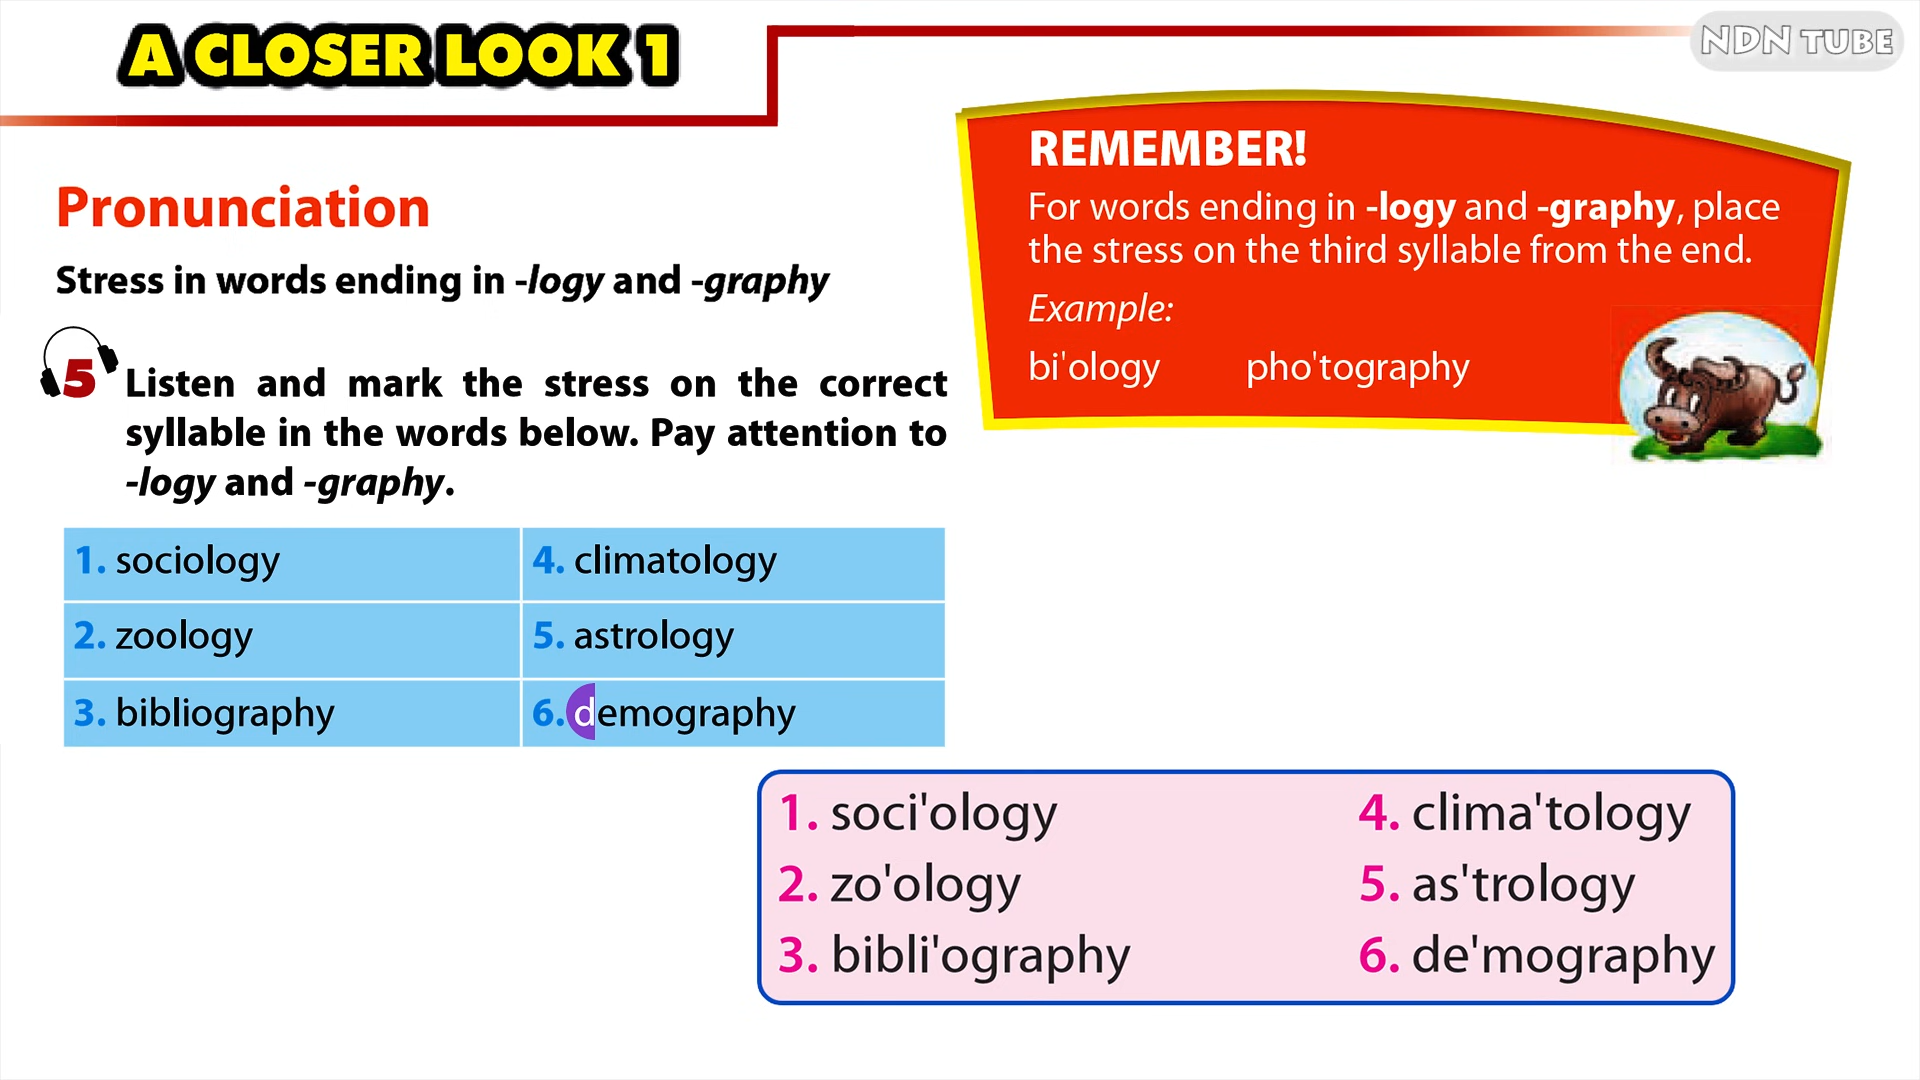 A CLOSER LOOK 1
NDN TUBE
Pronunciation
Stress in words ending in -logy and -graphy
5 Listen and mark the stress on the correct
syllable in the words below. Pay attention to
-logy and -graphy.
1. sociology
4. climatology
2. zoology
5. astrology
3. bibliography
6. demography
REMEMBER!
For words ending in -logy and -graphy, place
the stress on the third syllable from the end.
Example:
bi'ology pho'tography
1. soci'ology
4. clima'tology
2. zo'ology
5. as'trology
3. bibli'ography
6. de'mography